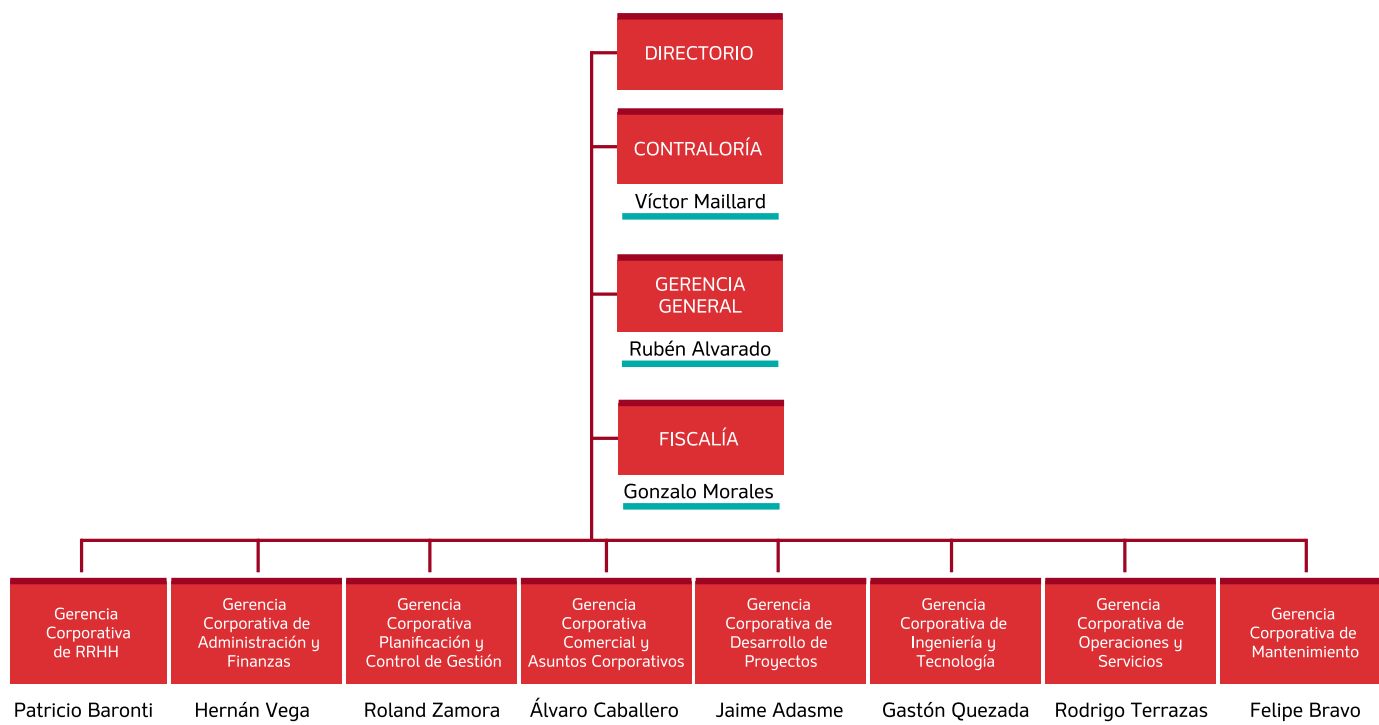 DIRECTORIO
CONTRALORÍA
Víctor Maillard
GERENCIA
GENERAL
Rubén Alvarado
FISCALÍA
Gonzalo Morales
Gerencia
Corporativa
de RRHH
Patricio Baronti
Gerencia
Corporativa de
Administración y
Finanzas
Hernán Vega
Gerencia
Corporativa
Planificación y
Control de Gestión
Roland Zamora
Gerencia
Corporativa
Comercial y
Asuntos Corporativos
Álvaro Caballero
Gerencia
Corporativa de
Desarrollo de
Proyectos
Jaime Adasme
Gerencia
Corporativa de
Ingeniería y
Tecnología
Gastón Quezada
Gerencia
Corporativa de
Operaciones y
Servicios
Rodrigo Terrazas
Gerencia
Corporativa de
Mantenimiento
Felipe Bravo